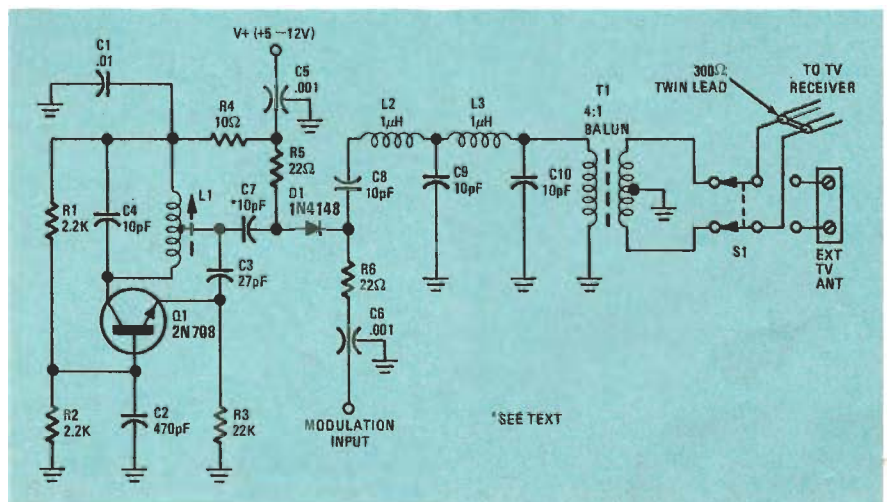 C1
.01
V+ (+5 –12V)
C5
.001
R4
10Ω
R5
22Ω
L2
1µH
L3
1µH
T1
4:1
BALUN
300Ω
TWIN LEAD
TO TV
RECEIVER
R1
2.2K
C4
10pF
L1
C7
*10pF
D1
1N4148
C8
10pF
C9
10pF
C10
10pF
S1
EXT
TV
ANT
C3
27pF
Q1
2N708
R6
22Ω
C6
.001
R2
2.2K
C2
470pF
R3
22K
MODULATION
INPUT
*SEE TEXT